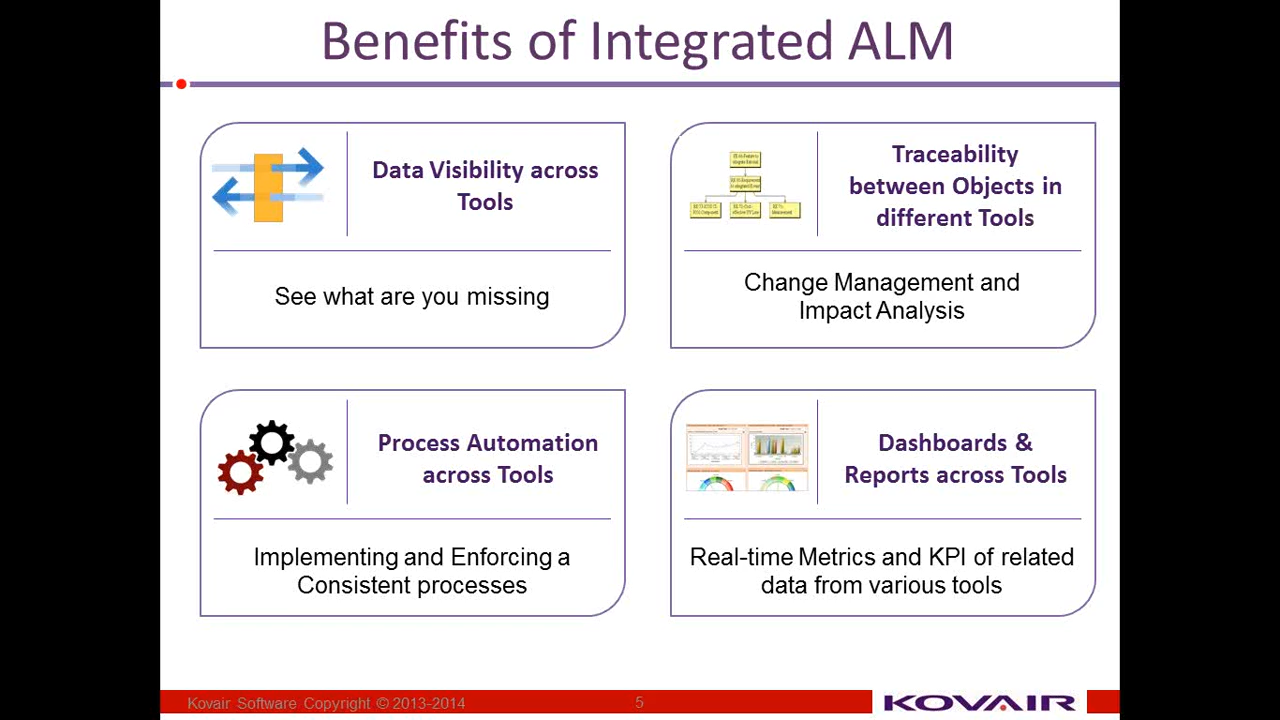 Benefits of Integrated ALM
Data Visibility across
Tools
See what are you missing
Traceability
between Objects in
different Tools
Change Management and
Impact Analysis
Process Automation
across Tools
Implementing and Enforcing a
Consistent processes
Dashboards &
Reports across Tools
Real-time Metrics and KPI of related
data from various tools
Kovair Software Copyright © 2013-2014
5
KOVAIR